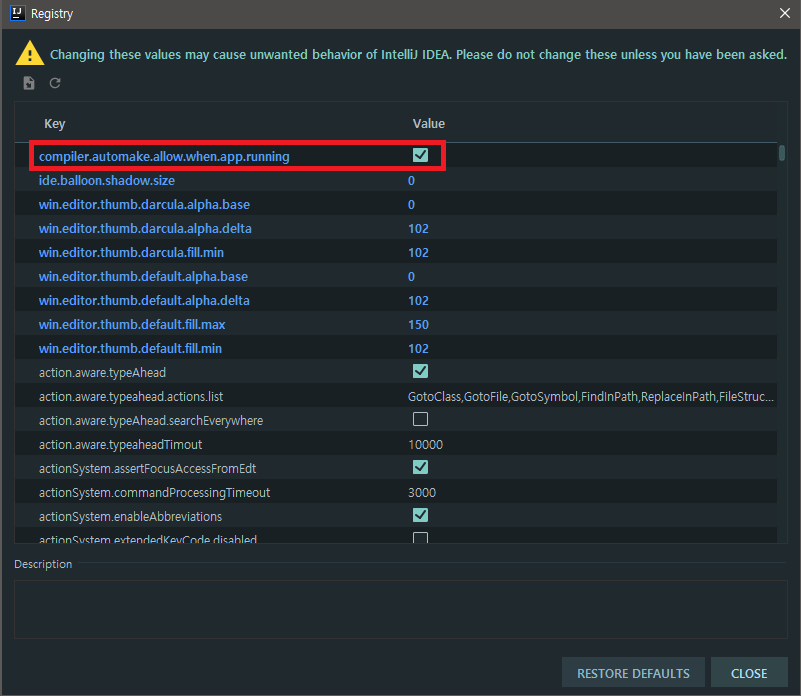 IJ Registry
Changing these values may cause unwanted behavior of IntelliJ IDEA. Please do not change these unless you have been asked.
Key Value
compiler.automake.allow.when.app.running
ide.balloon.shadow.size 0
win.editor.thumb.darcula.alpha.base 0
win.editor.thumb.darcula.alpha.delta 102
win.editor.thumb.darcula.fill.min 102
win.editor.thumb.default.alpha.base 0
win.editor.thumb.default.alpha.delta 102
win.editor.thumb.default.fill.max 150
win.editor.thumb.default.fill.min 102
action.aware.typeAhead
action.aware.typeahead.actions.list GotoClass,GotoFile,GotoSymbol,FindInPath,ReplaceInPath,FileStruc...
action.aware.typeAhead.searchEverywhere
action.aware.typeaheadTimout 10000
actionSystem.assertFocusAccessFromEdt
actionSystem.commandProcessingTimeout 3000
actionSystem.enableAbbreviations
actionSystem.extendedKeyCode.disabled
Description
RESTORE DEFAULTS CLOSE